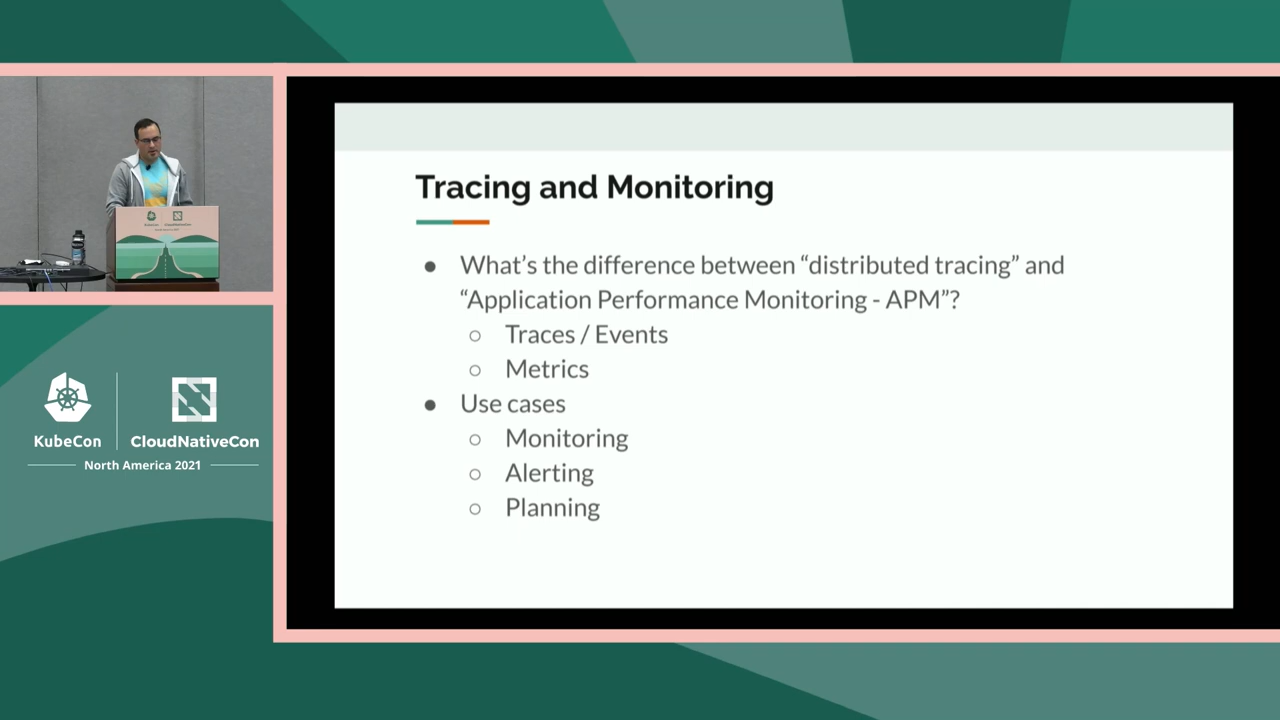 Tracing and Monitoring
● What’s the difference between “distributed tracing” and
“Application Performance Monitoring - APM”?
○ Traces / Events
○ Metrics
● Use cases
○ Monitoring
○ Alerting
○ Planning
KubeCon
CloudNativeCon
North America 2021